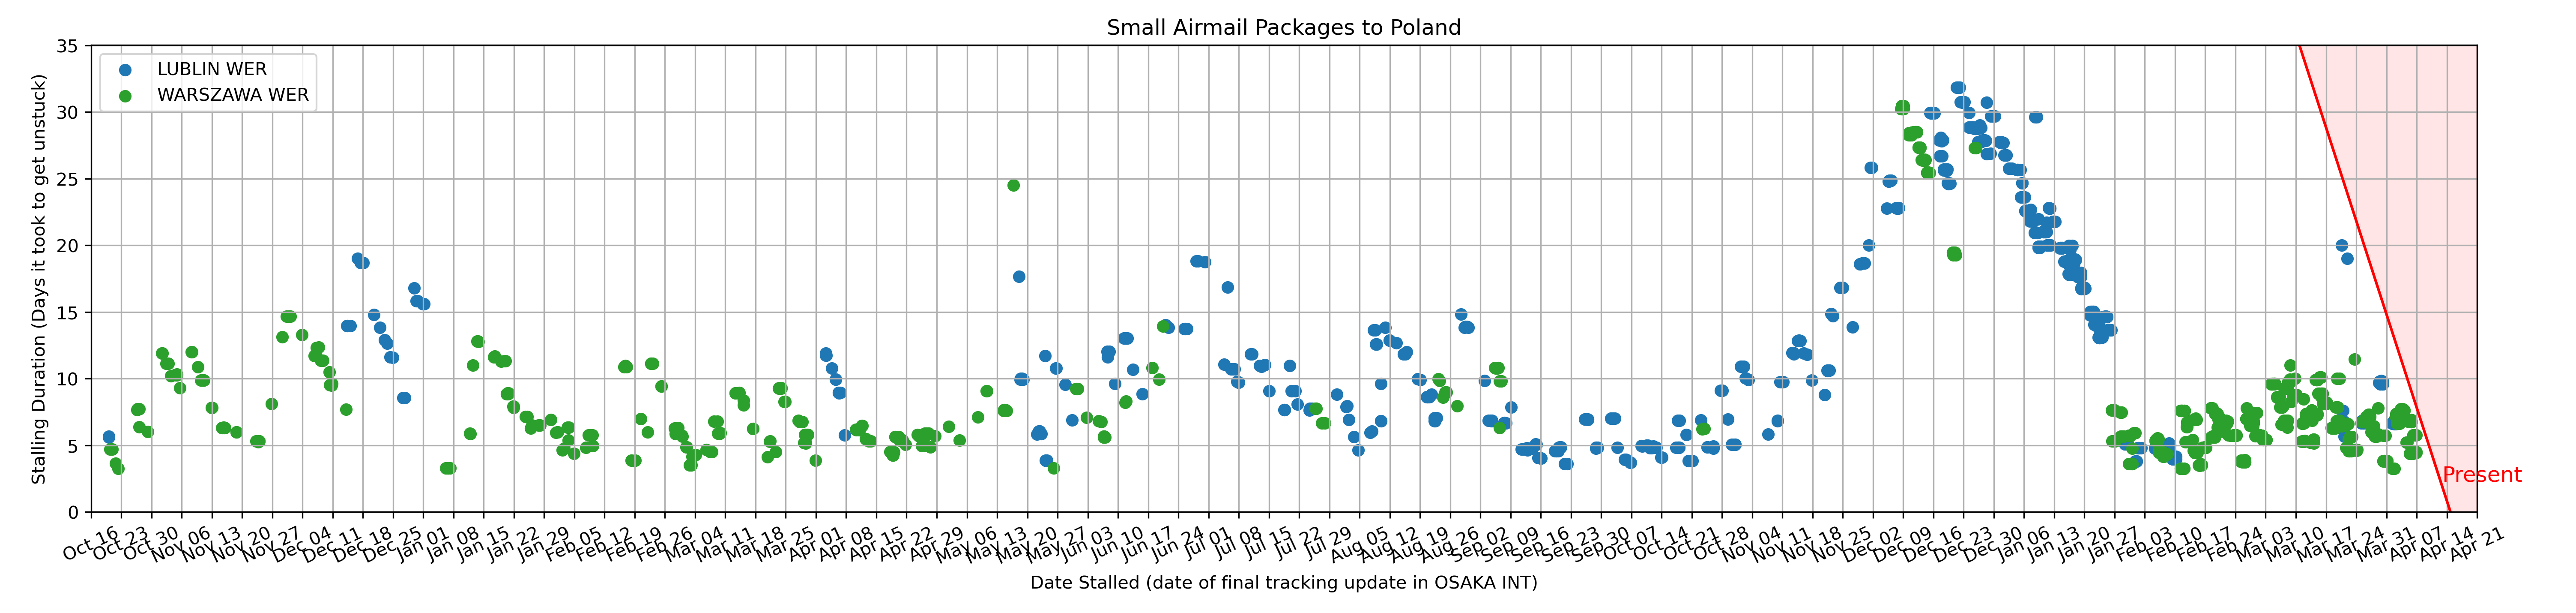 Small Airmail Packages to Poland
LUBLIN WER
WARSZAWA WER
Stalling Duration (Days it took to get unstuck)
35
30
25
20
15
10
5
0
Present
Oct 16 Oct 23 Oct 30 Nov 06 Nov 13 Nov 20 Nov 27 Dec 04 Dec 11 Dec 18 Dec 25 Jan 01 Jan 08 Jan 15 Jan 22 Jan 29 Feb 05 Feb 12 Feb 19 Feb 26 Mar 04 Mar 11 Mar 18 Mar 25 Apr 01 Apr 08 Apr 15 Apr 22 Apr 29 May 06 May 13 May 20 May 27 Jun 03 Jun 10 Jun 17 Jun 24 Jul 01 Jul 08 Jul 15 Jul 22 Jul 29 Aug 05 Aug 12 Aug 19 Aug 26 Sep 02 Sep 09 Sep 16 Sep 23 Sep 30 Oct 07 Oct 14 Oct 21 Oct 28 Nov 04 Nov 11 Nov 18 Nov 25 Dec 02 Dec 09 Dec 16 Dec 23 Dec 30 Jan 06 Jan 13 Jan 20 Jan 27 Feb 03 Feb 10 Feb 17 Feb 24 Mar 03 Mar 10 Mar 17 Mar 24 Mar 31 Apr 07 Apr 14 Apr 21
Date Stalled (date of final tracking update in OSAKA INT)